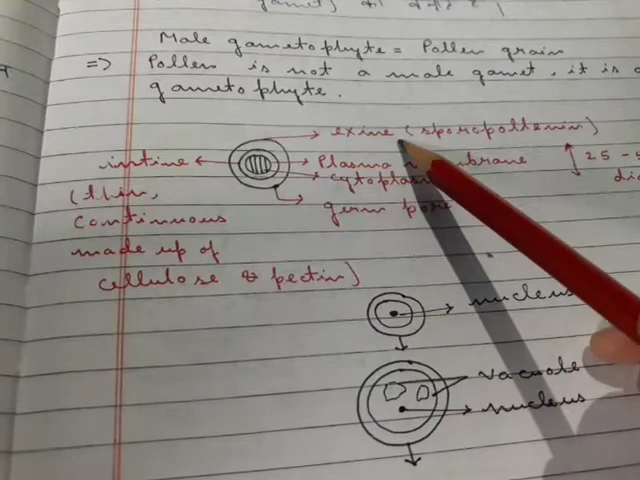 Male gametophyte = Pollen grain
=> Pollen is not a male gamet, it is a
gametophyte.
exine (sporopollenin)
intine
Plasma
cytoplasm
25 -
(thin,
germ pore
continuous
made up of
cellulose & pectin)
nucleus
vacuole
nucleus